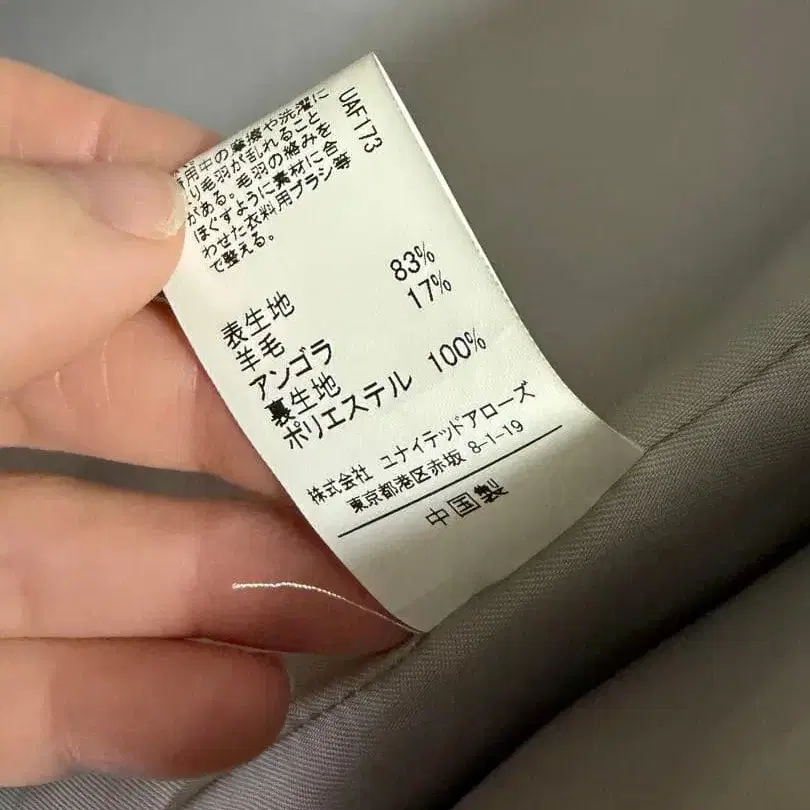 UAF173
用中の摩擦や洗濯に
り毛羽が乱れること
がある。毛羽の絡みを
ほぐすように素材に合
わせた衣料用ブラシ等
で整える。
表生地
羊毛 83%
アンゴラ 17%
裏生地
ポリエステル 100%
株式会社 ユナイテッドアローズ
東京都港区赤坂 8-1-19
中国製